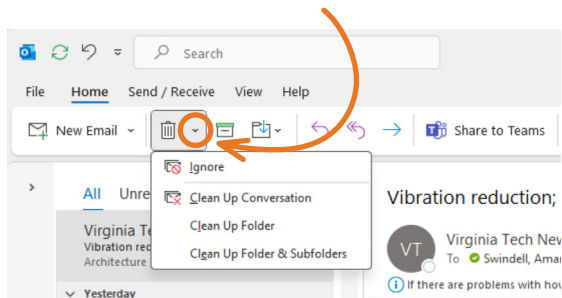 Search
File Home Send / Receive View Help
New Email Share to Teams
Ignore
Clean Up Conversation
Clean Up Folder
Clean Up Folder & Subfolders
All Unre
Virginia Te
Vibration rec
Architecture
Yesterday
Vibration reduction;
VT Virginia Tech New
To Swindell, Amar
If there are problems with how